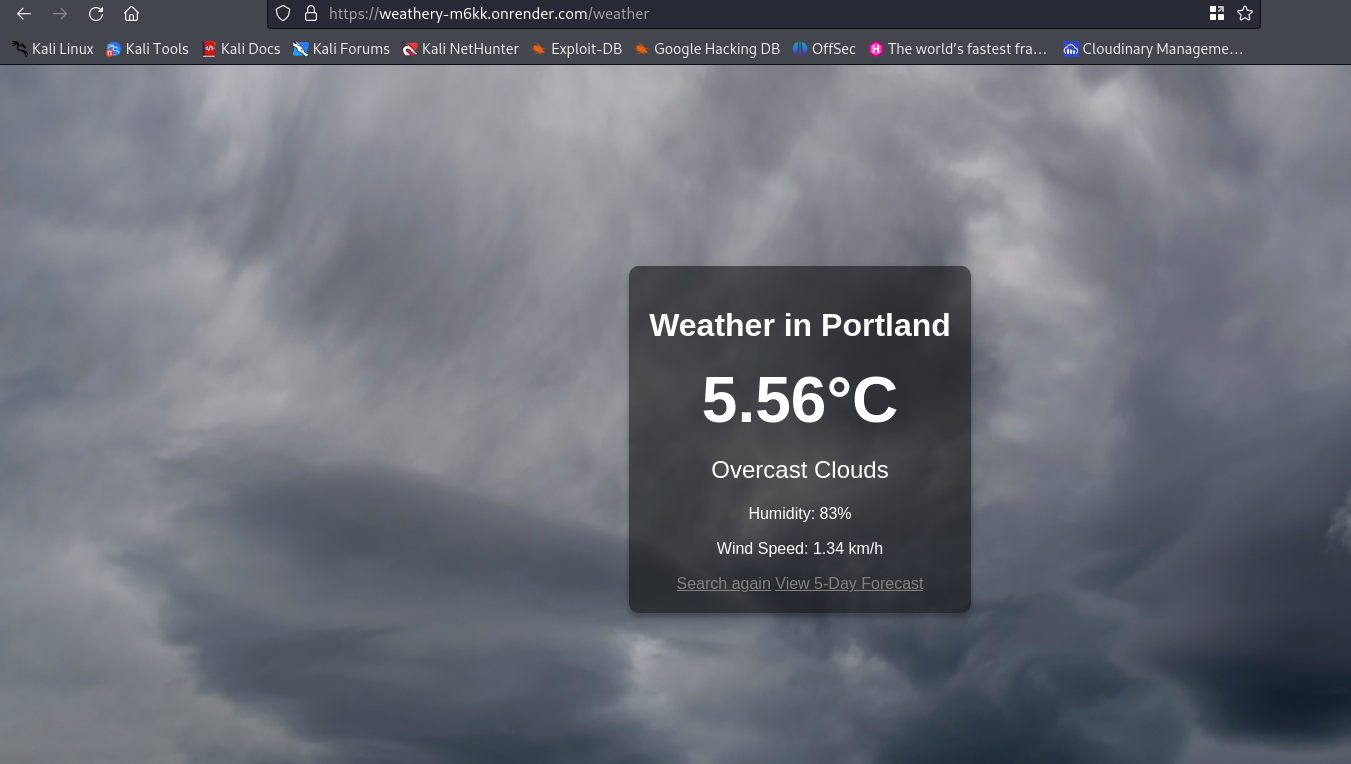 https://weathery-m6kk.onrender.com/weather
Kali Linux Kali Tools Kali Docs Kali Forums Kali NetHunter Exploit-DB Google Hacking DB OffSec The world's fastest fra… Cloudinary Manageme…
Weather in Portland
5.56°C
Overcast Clouds
Humidity: 83%
Wind Speed: 1.34 km/h
Search again View 5-Day Forecast